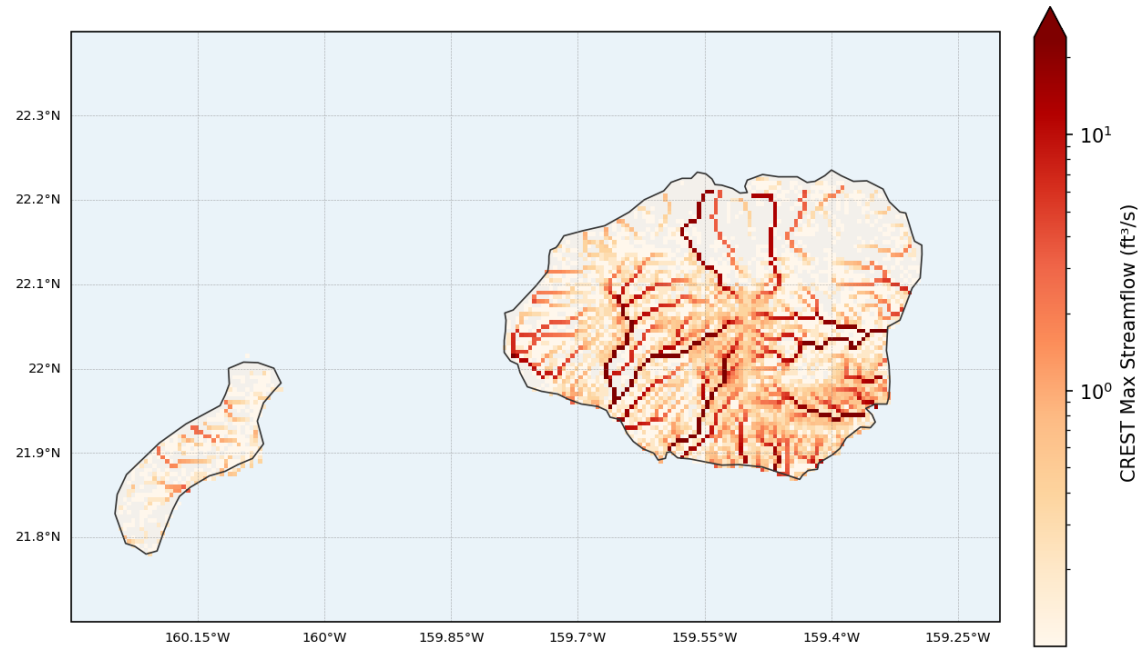 22.3°N
22.2°N
22.1°N
22°N
21.9°N
21.8°N
160.15°W
160°W
159.85°W
159.7°W
159.55°W
159.4°W
159.25°W
10¹
10⁰
CREST Max Streamflow (ft³/s)